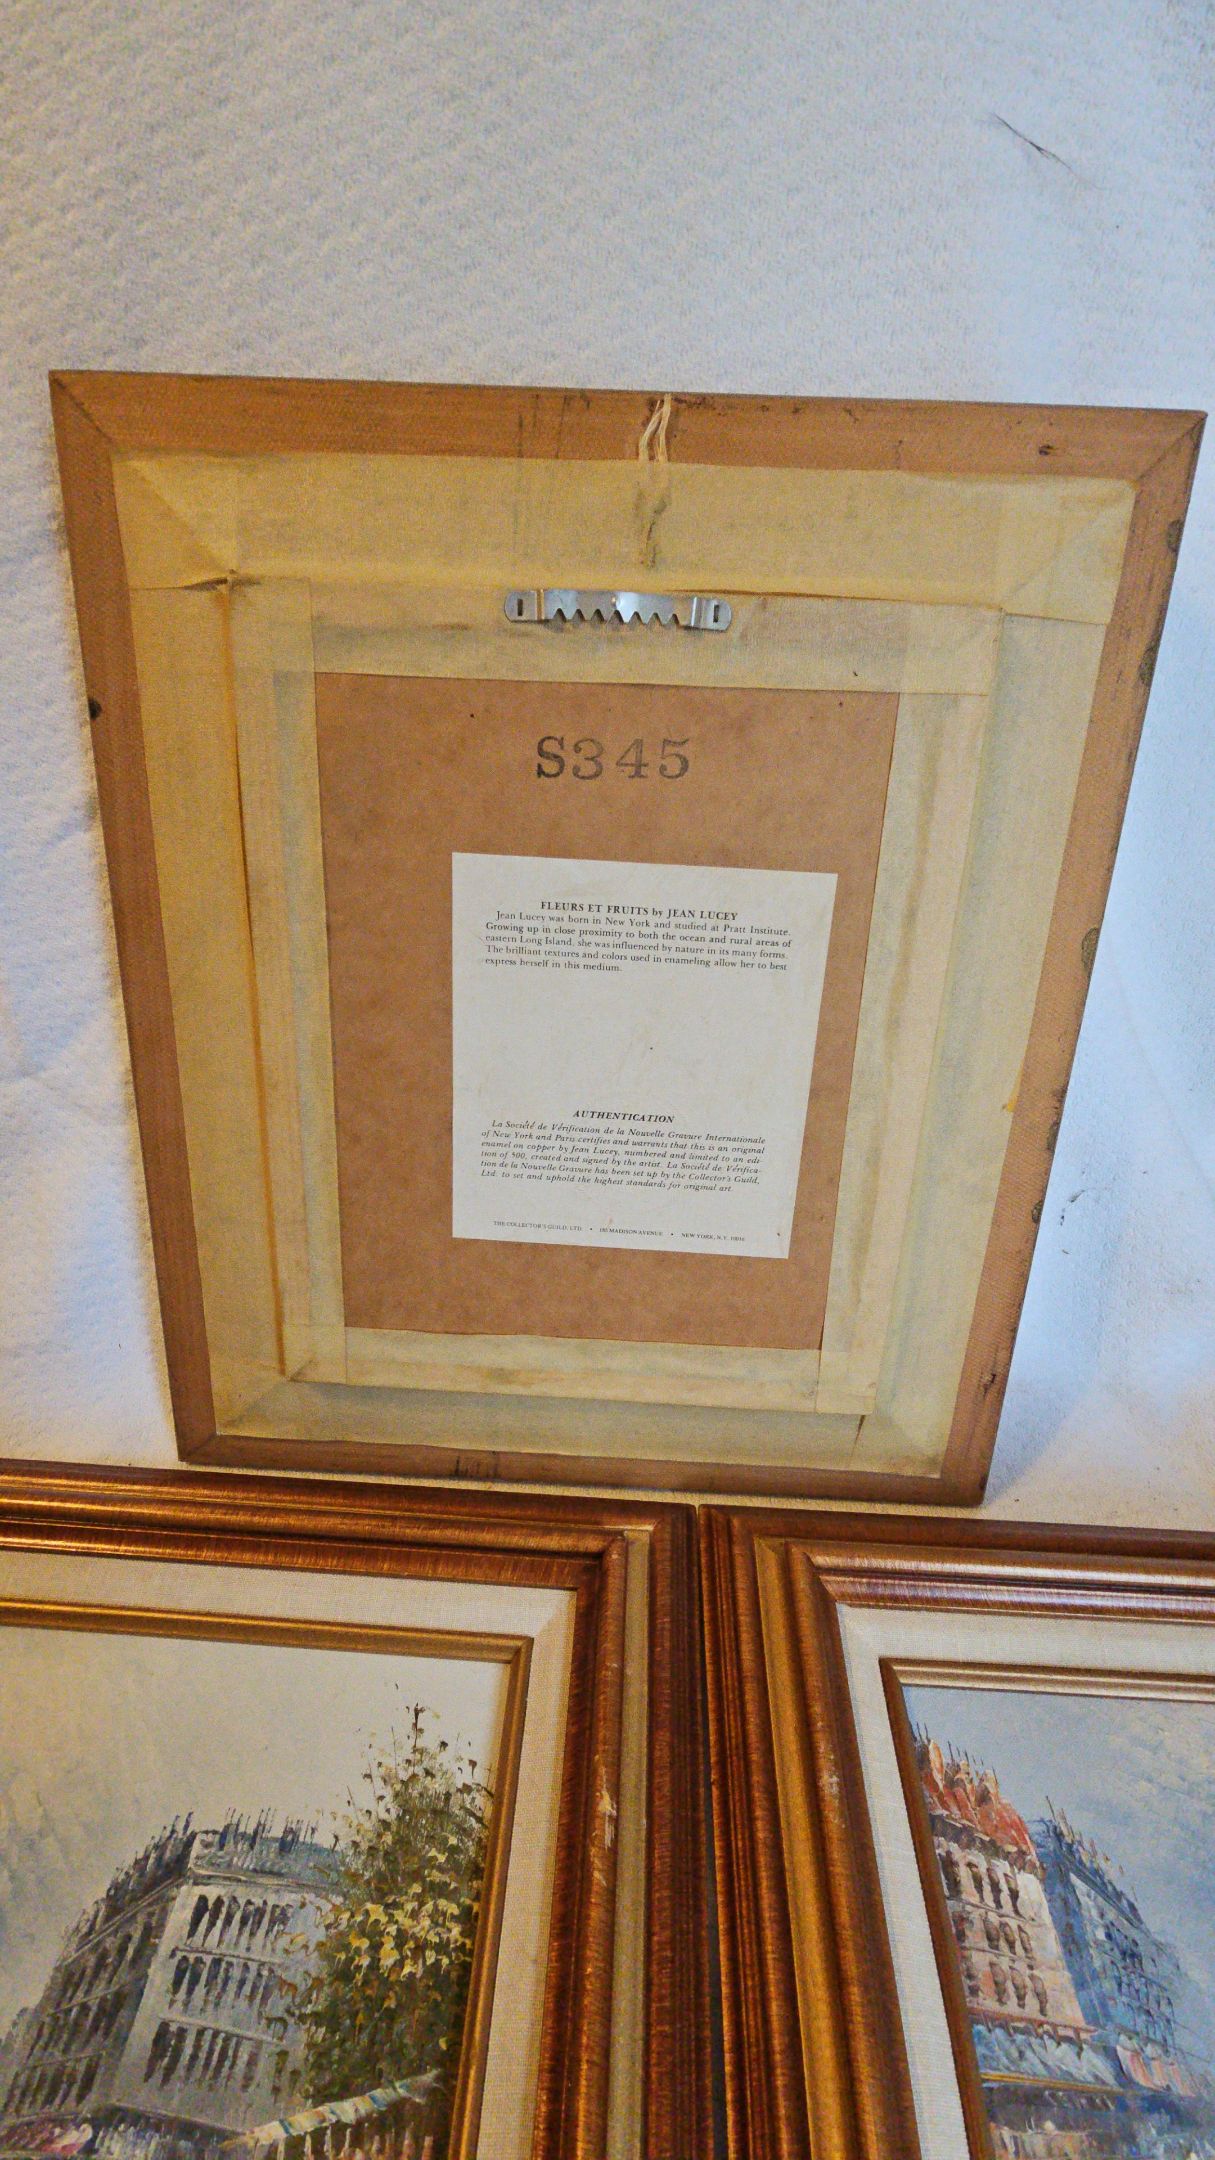 S345
FLEURS ET FRUITS by JEAN LUCEY
Jean Lucey was born in New York and studied at Pratt Institute.
Growing up in close proximity to both the ocean and rural areas of
eastern Long Island, she was influenced by nature in its many forms.
The brilliant textures and colors used in enameling allow her to best
express herself in this medium.
AUTHENTICATION
La Société de Vérification de la Nouvelle Gravure Internationale
of New York and Paris certifies and warrants that this is an original
enamel on copper by Jean Lucey, numbered and limited to an edi-
tion of 500, created and signed by the artist. La Société de Vérifica-
tion de la Nouvelle Gravure has been set up by the Collector's Guild,
Ltd. to set and uphold the highest standards for original art.
THE COLLECTOR'S GUILD, LTD. • 185 MADISON AVENUE • NEW YORK, N.Y. 10016